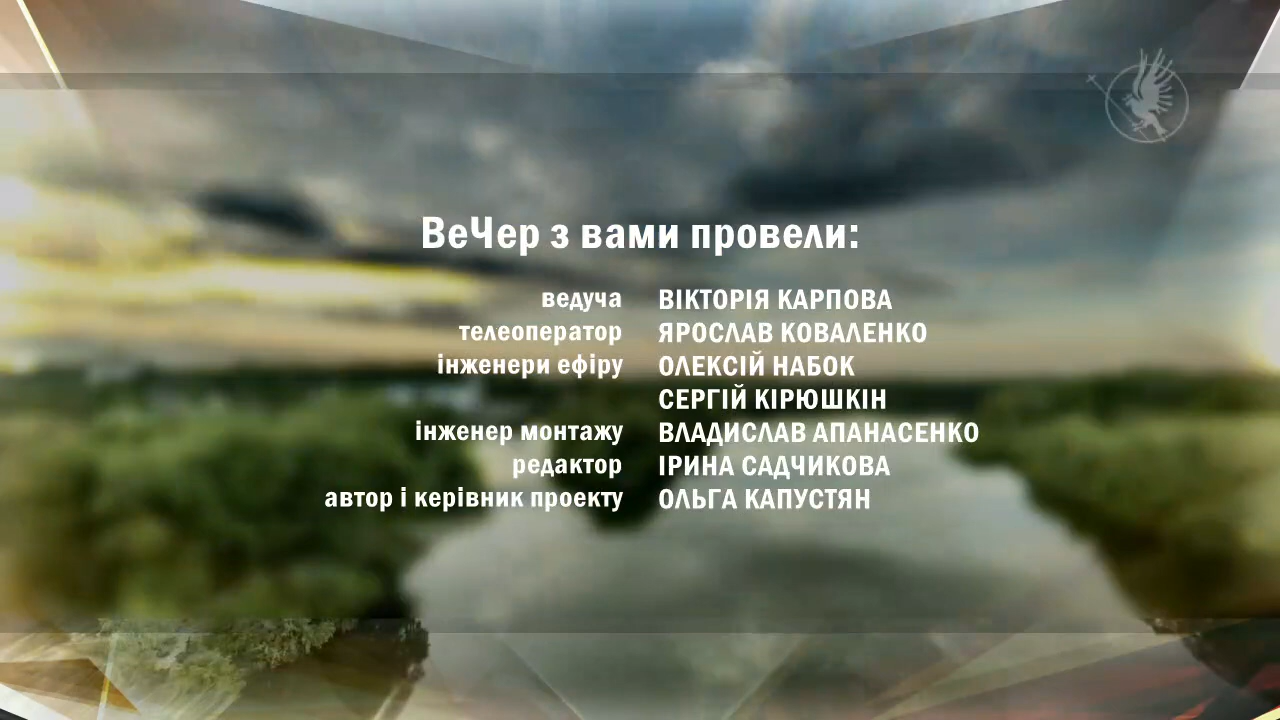 ВеЧер з вами провели:
ведуча ВІКТОРІЯ КАРПОВА
телеоператор ЯРОСЛАВ КОВАЛЕНКО
інженери ефіру ОЛЕКСІЙ НАБОК
СЕРГІЙ КІРЮШКІН
інженер монтажу ВЛАДИСЛАВ АПАНАСЕНКО
редактор ІРИНА САДЧИКОВА
автор і керівник проекту ОЛЬГА КАПУСТЯН